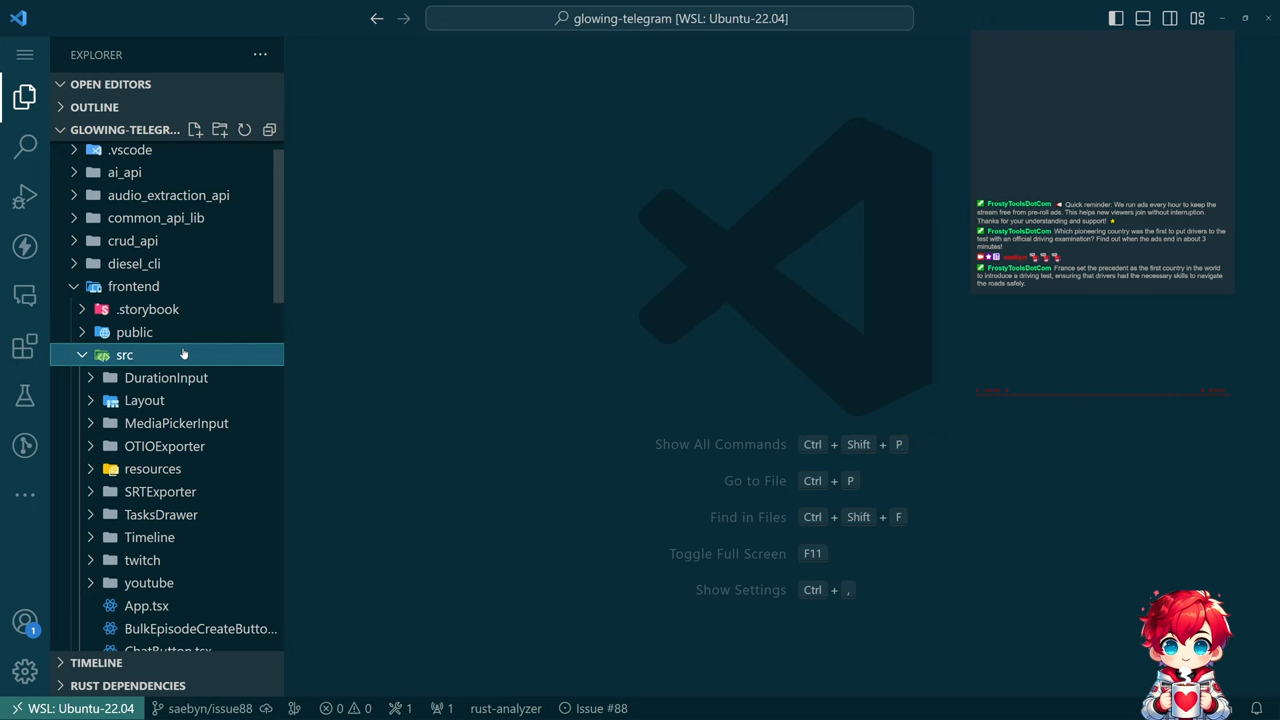 glowing-telegram [WSL: Ubuntu-22.04]
EXPLORER
OPEN EDITORS
OUTLINE
GLOWING-TELEGR...
.vscode
ai_api
audio_extraction_api
common_api_lib
crud_api
diesel_cli
frontend
.storybook
public
src
DurationInput
Layout
MediaPickerInput
OTIOExporter
resources
SRTExporter
TasksDrawer
Timeline
twitch
youtube
App.tsx
BulkEpisodeCreateButto...
ChatButton.tsx
TIMELINE
RUST DEPENDENCIES
Show All Commands Ctrl + Shift + P
Go to File Ctrl + P
Find in Files Ctrl + Shift + F
Toggle Full Screen F11
Show Settings Ctrl + ,
FrostyToolsDotCom Quick reminder: We run ads every hour to keep the
stream free from pre-roll ads. This helps new viewers join without interruption.
Thanks for your understanding and support!
FrostyToolsDotCom Which pioneering country was the first to put drivers to the
test with an official driving examination? Find out when the ads end in about 3
minutes!
saebyn
FrostyToolsDotCom France set the precedent as the first country in the world
to introduce a driving test, ensuring that drivers had the necessary skills to navigate
the roads safely.
1
WSL: Ubuntu-22.04 saebyn/issue88 0 0 1 1 rust-analyzer Issue #88